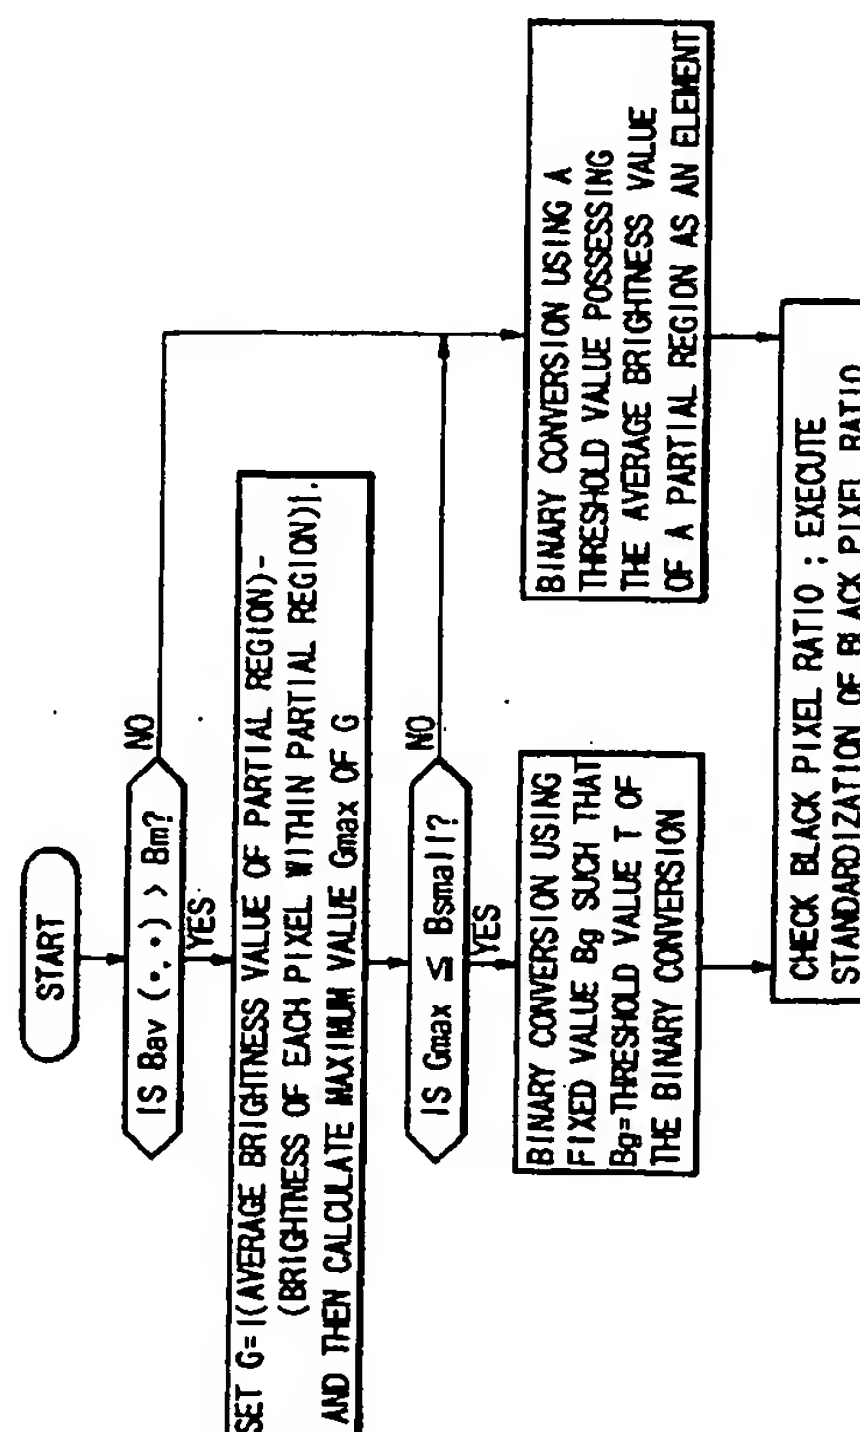 START
IS Bav (*,*) > Bm?
NO
YES
SET G=|(AVERAGE BRIGHTNESS VALUE OF PARTIAL REGION)-
(BRIGHTNESS OF EACH PIXEL WITHIN PARTIAL REGION)|.
AND THEN CALCULATE MAXIMUM VALUE Gmax OF G
IS Gmax ≦ Bsmall?
NO
YES
BINARY CONVERSION USING
FIXED VALUE Bg SUCH THAT
Bg=THRESHOLD VALUE T OF
THE BINARY CONVERSION
BINARY CONVERSION USING A
THRESHOLD VALUE POSSESSING
THE AVERAGE BRIGHTNESS VALUE
OF A PARTIAL REGION AS AN ELEMENT
CHECK BLACK PIXEL RATIO ; EXECUTE
STANDARDIZATION OF BLACK PIXEL RATIO